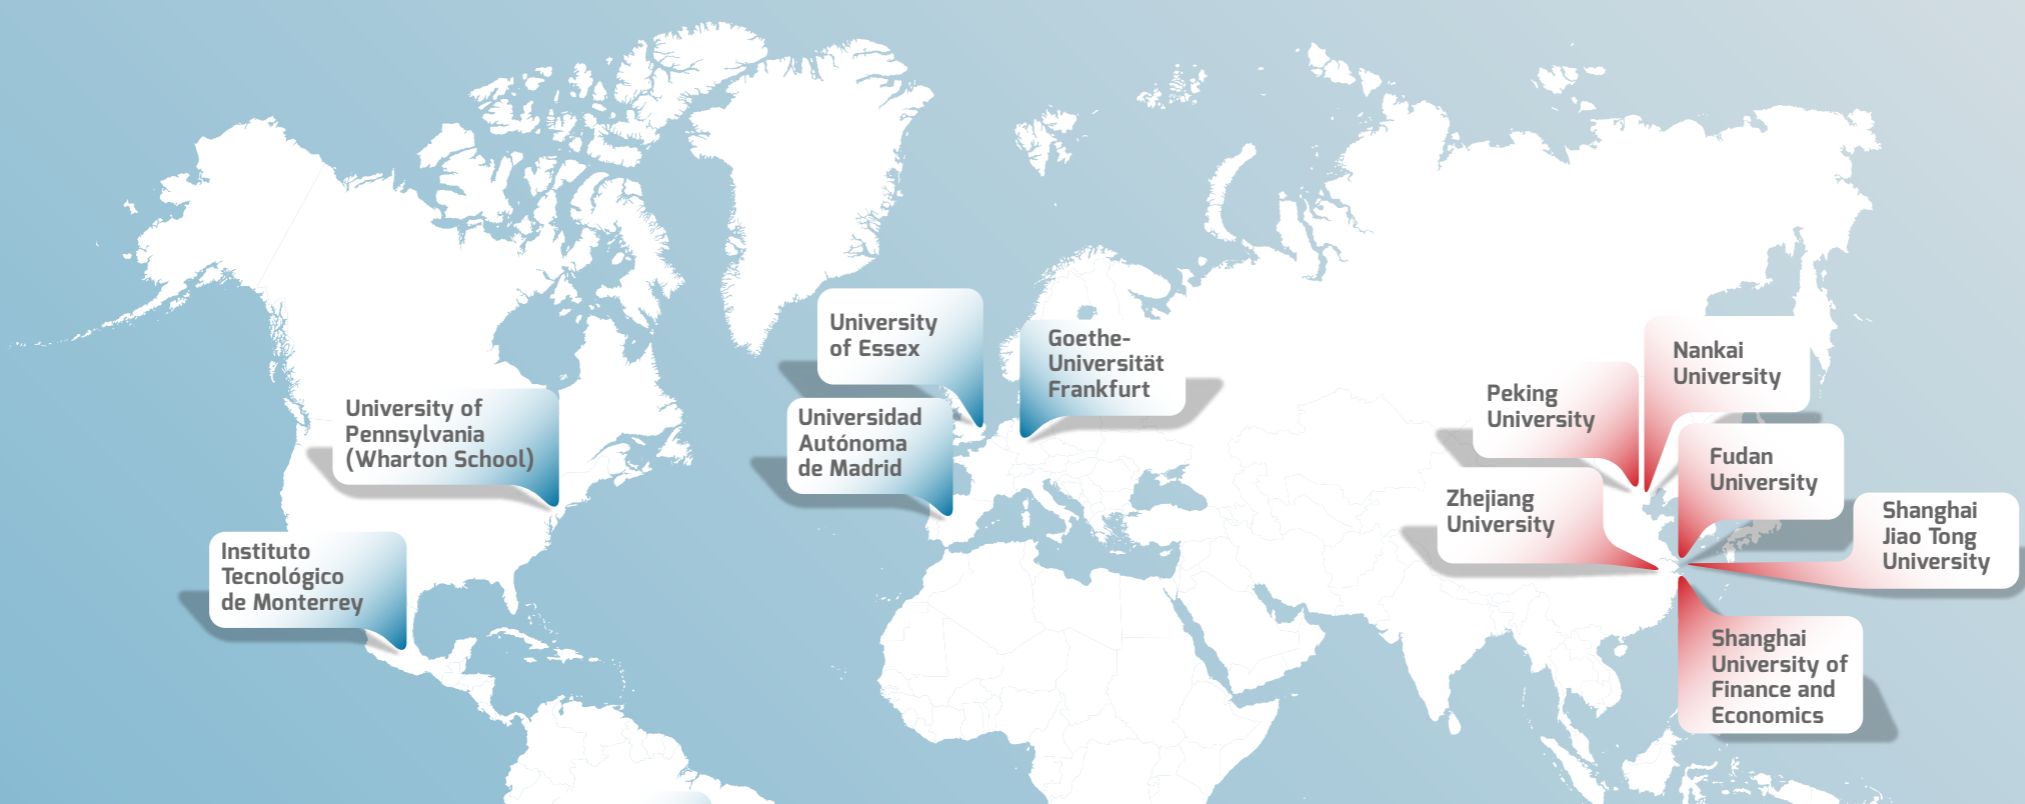 University
of Essex
Goethe-
Universität
Frankfurt
University of
Pennsylvania
(Wharton School)
Universidad
Autónoma
de Madrid
Instituto
Tecnológico
de Monterrey
Peking
University
Nankai
University
Fudan
University
Zhejiang
University
Shanghai
Jiao Tong
University
Shanghai
University of
Finance and
Economics